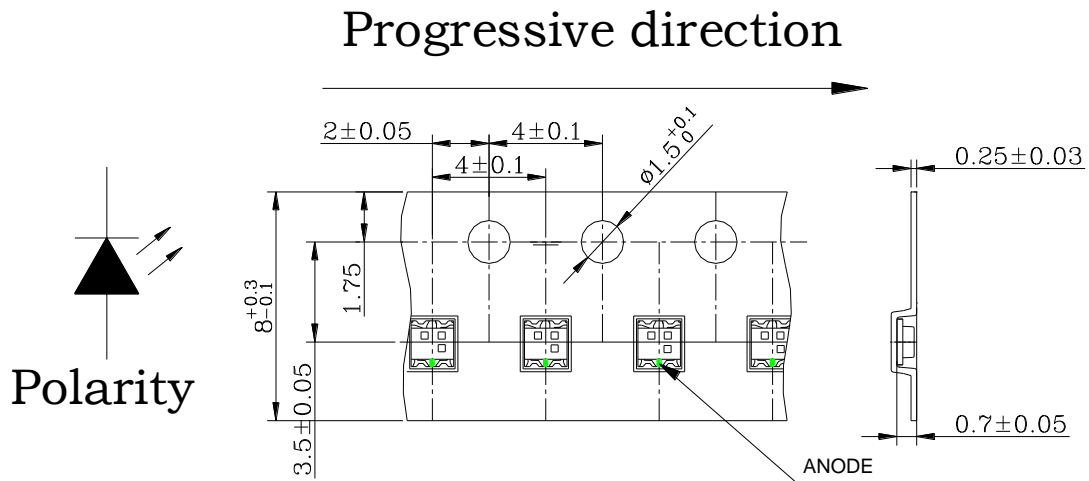 Progressive direction
2±0.05
4±0.1
4±0.1
ø1.5 +0.1 0
0.25±0.03
1.75
8 +0.3 -0.1
3.5±0.05
Polarity
0.7±0.05
ANODE